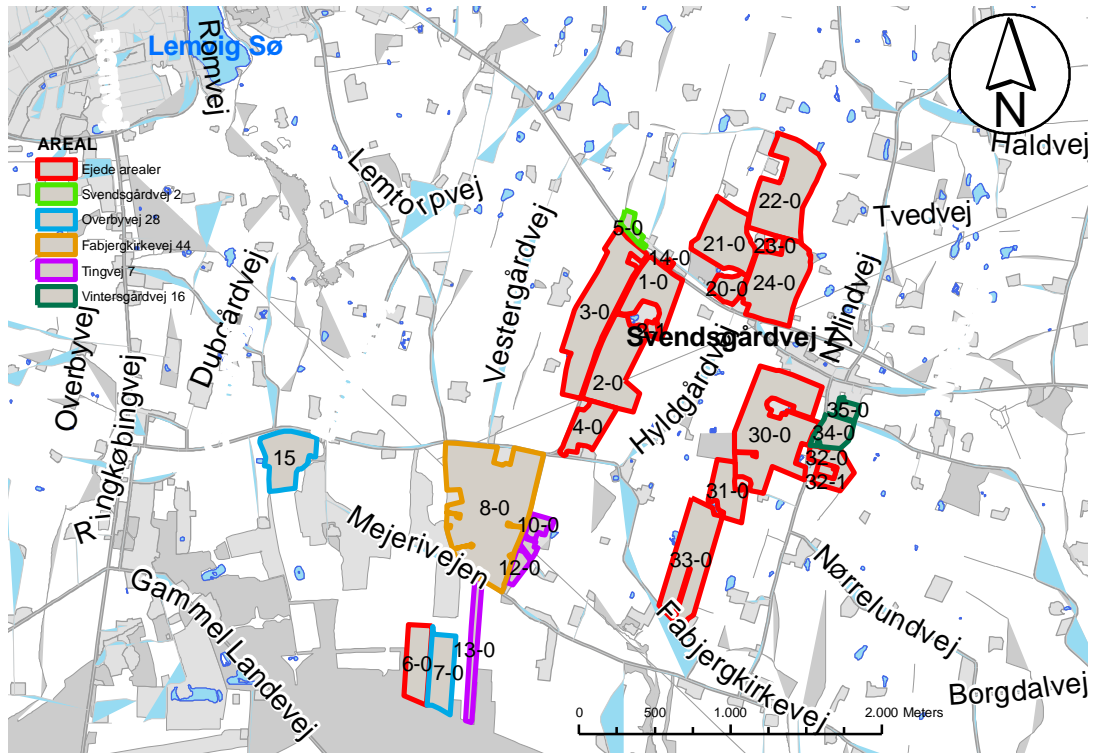 Lemvig Sø
Romvej
N
Haldvej
AREAL
Ejede arealer
Svendsgårdvej 2
Overbyvej 28
Fabjergkirkevej 44
Tingvej 7
Vintersgårdvej 16
Lemtorpvej
Tvedvej
22-0
5-0
21-0
23-0
14-0
20-0
24-0
1-0
3-0
Svendsgårdvej 7
Nylindvej
Vestergårdvej
Dubgårdvej
Overbyvej
Ringkøbingvej
2-0
4-0
Hyldgårdvej
35-0
34-0
30-0
32-0
32-1
31-0
15
8-0
10-0
12-0
Mejerivejen
33-0
Nørrelundvej
Gammel Landevej
6-0
7-0
13-0
Fabjergkirkevej
Borgdalvej
0 500 1.000 2.000 Meters